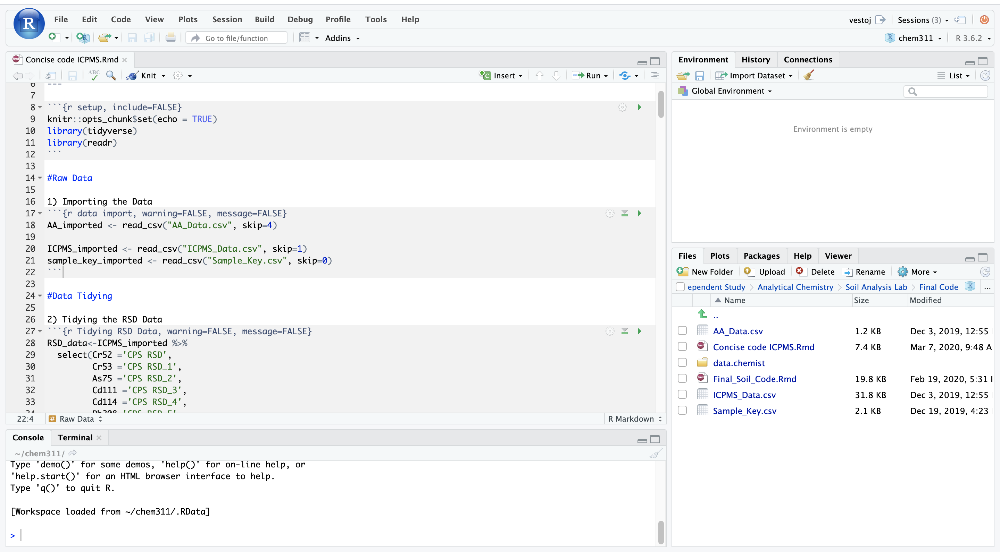 R File Edit Code View Plots Session Build Debug Profile Tools Help vestoj Sessions (3)
Go to file/function Addins chem311 R 3.6.2
Concise code ICPMS.Rmd
ABC Knit Insert Run
6 ---
7
8 ```{r setup, include=FALSE}
9 knitr::opts_chunk$set(echo = TRUE)
10 library(tidyverse)
11 library(readr)
12 ```
13
14 #Raw Data
15
16 1) Importing the Data
17 ```{r data import, warning=FALSE, message=FALSE}
18 AA_imported <- read_csv("AA_Data.csv", skip=4)
19
20 ICPMS_imported <- read_csv("ICPMS_Data.csv", skip=1)
21 sample_key_imported <- read_csv("Sample_Key.csv", skip=0)
22 ```
23
24 #Data Tidying
25
26 2) Tidying the RSD Data
27 ```{r Tidying RSD Data, warning=FALSE, message=FALSE}
28 RSD_data<-ICPMS_imported %>%
29 select(Cr52 ='CPS RSD',
30 Cr53 ='CPS RSD_1',
31 As75 ='CPS RSD_2',
32 Cd111 ='CPS RSD_3',
33 Cd114 ='CPS RSD_4',
22:4 # Raw Data R Markdown
Console Terminal
~/chem311/
Type 'demo()' for some demos, 'help()' for on-line help, or
'help.start()' for an HTML browser interface to help.
Type 'q()' to quit R.
[Workspace loaded from ~/chem311/.RData]
>
Environment History Connections
Import Dataset List
Global Environment
Environment is empty
Files Plots Packages Help Viewer
New Folder Upload Delete Rename More
ependent Study > Analytical Chemistry > Soil Analysis Lab > Final Code R ...
Name Size Modified
..
AA_Data.csv 1.2 KB Dec 3, 2019, 12:55
Concise code ICPMS.Rmd 7.4 KB Mar 7, 2020, 9:48 A
data.chemist
Final_Soil_Code.Rmd 19.8 KB Feb 19, 2020, 5:31
ICPMS_Data.csv 31.8 KB Dec 3, 2019, 12:55
Sample_Key.csv 2.1 KB Dec 19, 2019, 4:23